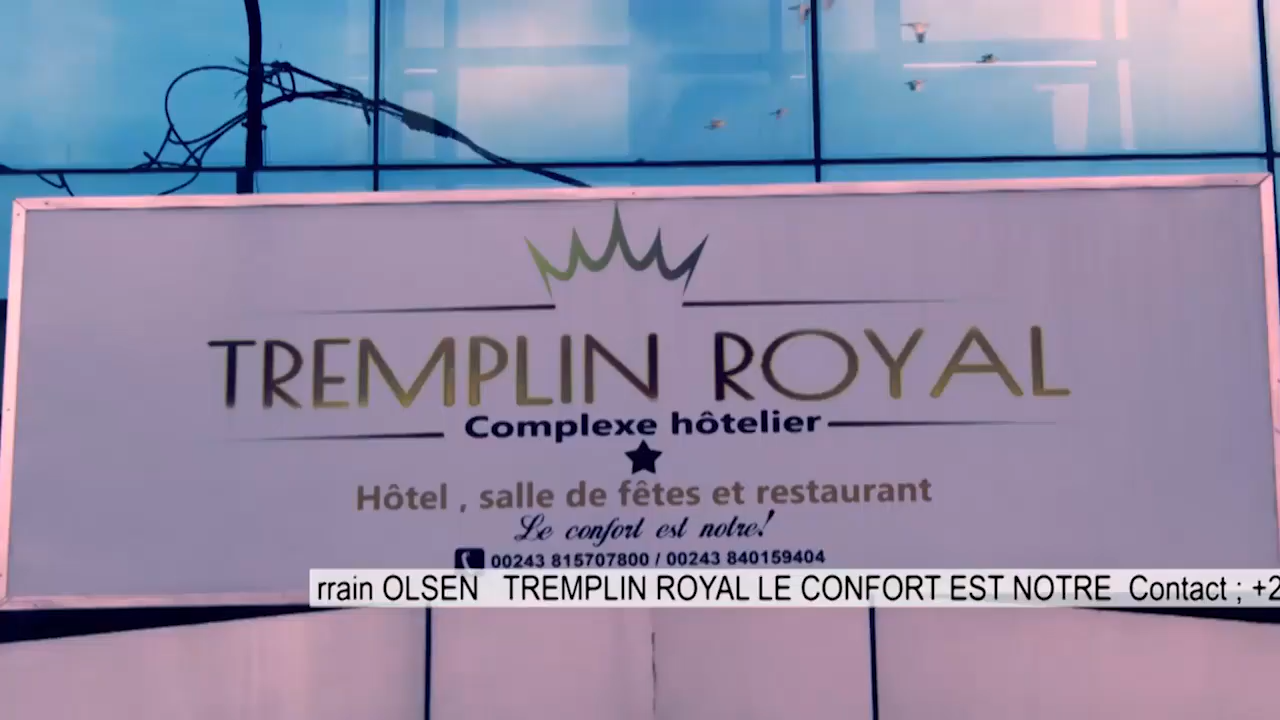 TREMPLIN ROYAL
Complexe hôtelier
Hôtel , salle de fêtes et restaurant
Le confort est notre!
00243 815707800 / 00243 840159404
rrain OLSEN TREMPLIN ROYAL LE CONFORT EST NOTRE Contact ; +2